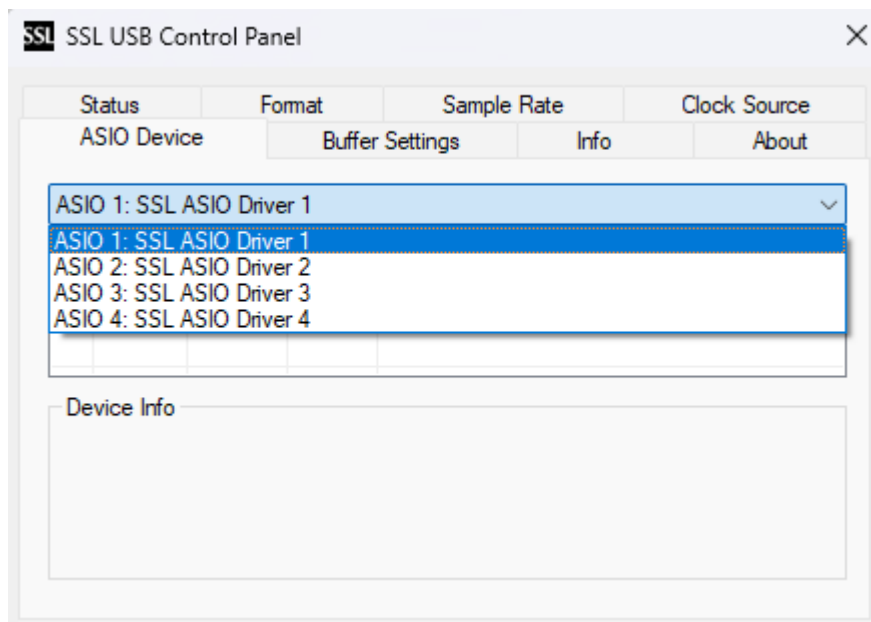 SSL SSL USB Control Panel
Status Format Sample Rate Clock Source
ASIO Device Buffer Settings Info About
ASIO 1: SSL ASIO Driver 1
ASIO 1: SSL ASIO Driver 1
ASIO 2: SSL ASIO Driver 2
ASIO 3: SSL ASIO Driver 3
ASIO 4: SSL ASIO Driver 4
Device Info